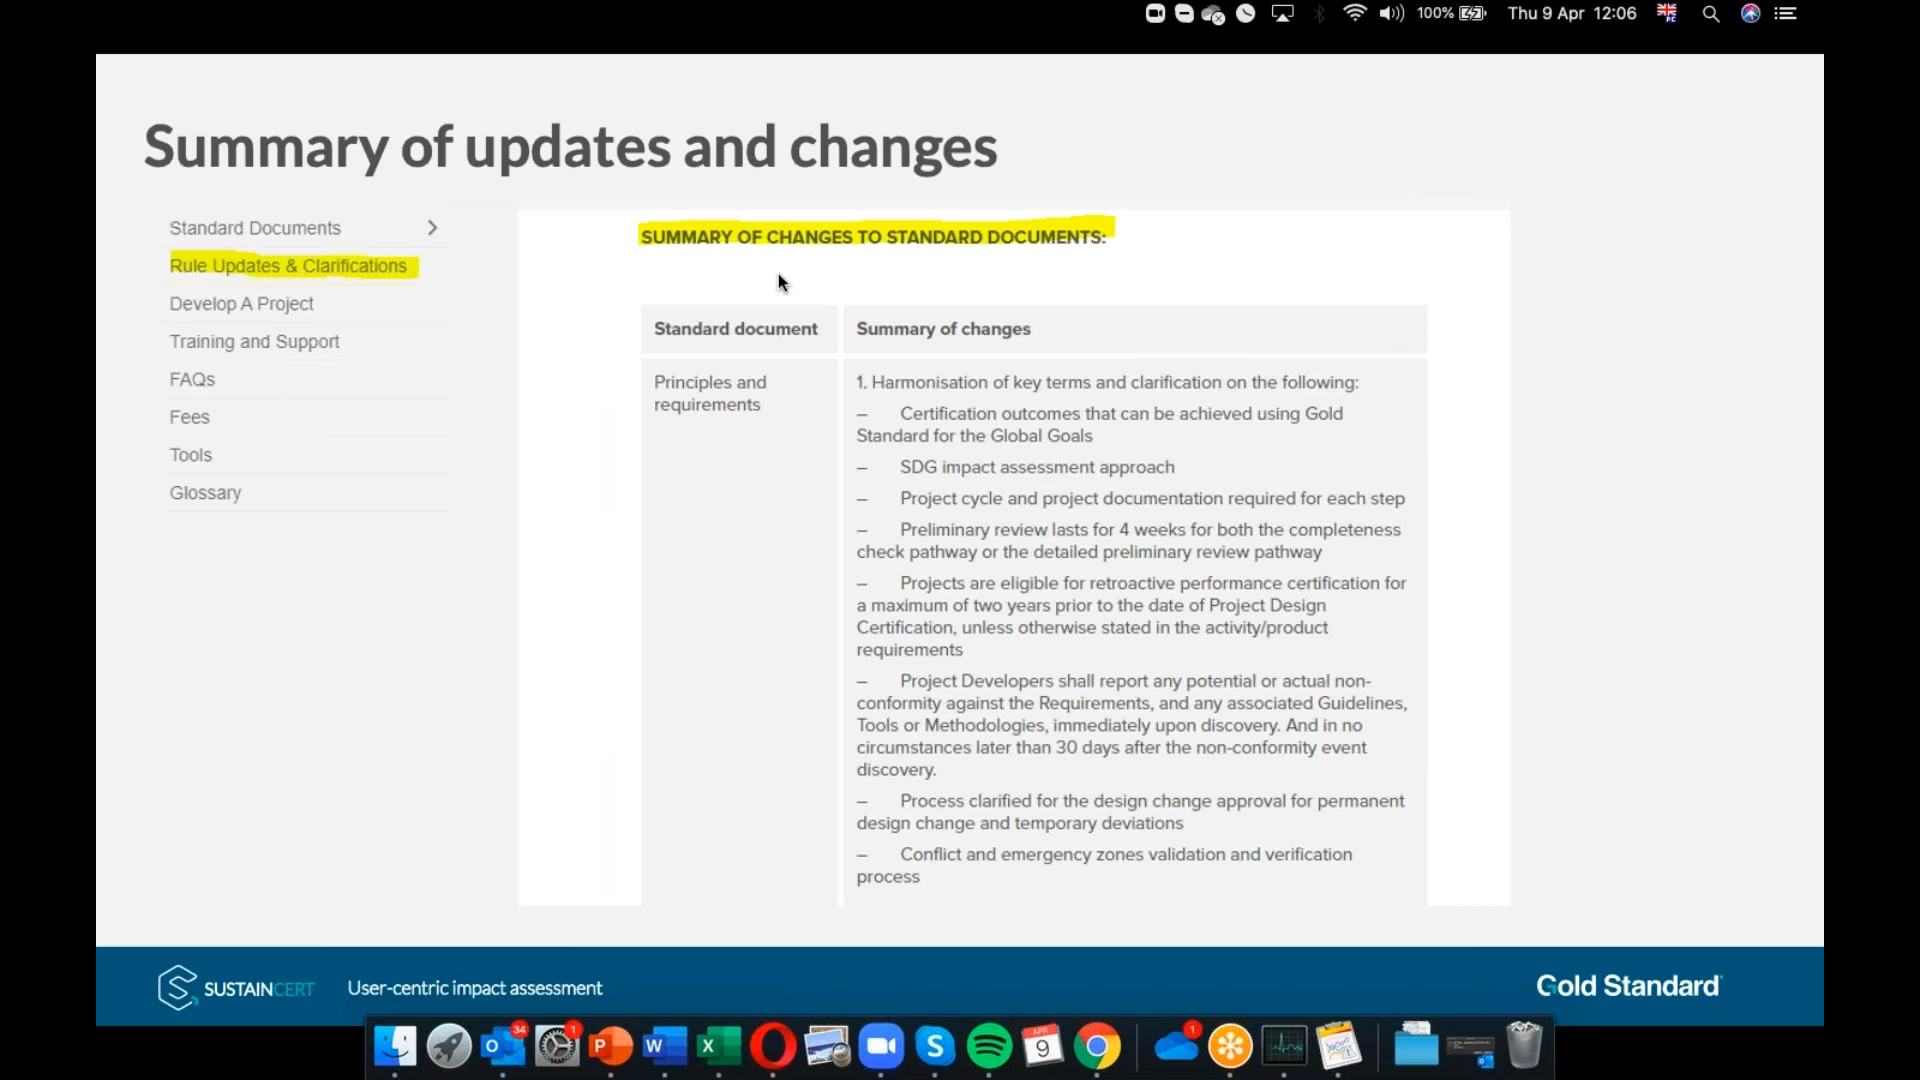 100%
Thu 9 Apr 12:06
Summary of updates and changes
Standard Documents
Rule Updates & Clarifications
Develop A Project
Training and Support
FAQs
Fees
Tools
Glossary
SUMMARY OF CHANGES TO STANDARD DOCUMENTS:
Standard document
Summary of changes
Principles and
requirements
1. Harmonisation of key terms and clarification on the following:
– Certification outcomes that can be achieved using Gold
Standard for the Global Goals
– SDG impact assessment approach
– Project cycle and project documentation required for each step
– Preliminary review lasts for 4 weeks for both the completeness
check pathway or the detailed preliminary review pathway
– Projects are eligible for retroactive performance certification for
a maximum of two years prior to the date of Project Design
Certification, unless otherwise stated in the activity/product
requirements
– Project Developers shall report any potential or actual non-
conformity against the Requirements, and any associated Guidelines,
Tools or Methodologies, immediately upon discovery. And in no
circumstances later than 30 days after the non-conformity event
discovery.
– Process clarified for the design change approval for permanent
design change and temporary deviations
– Conflict and emergency zones validation and verification
process
SUSTAINCERT
User-centric impact assessment
Gold Standard
34
1
APR
9
1